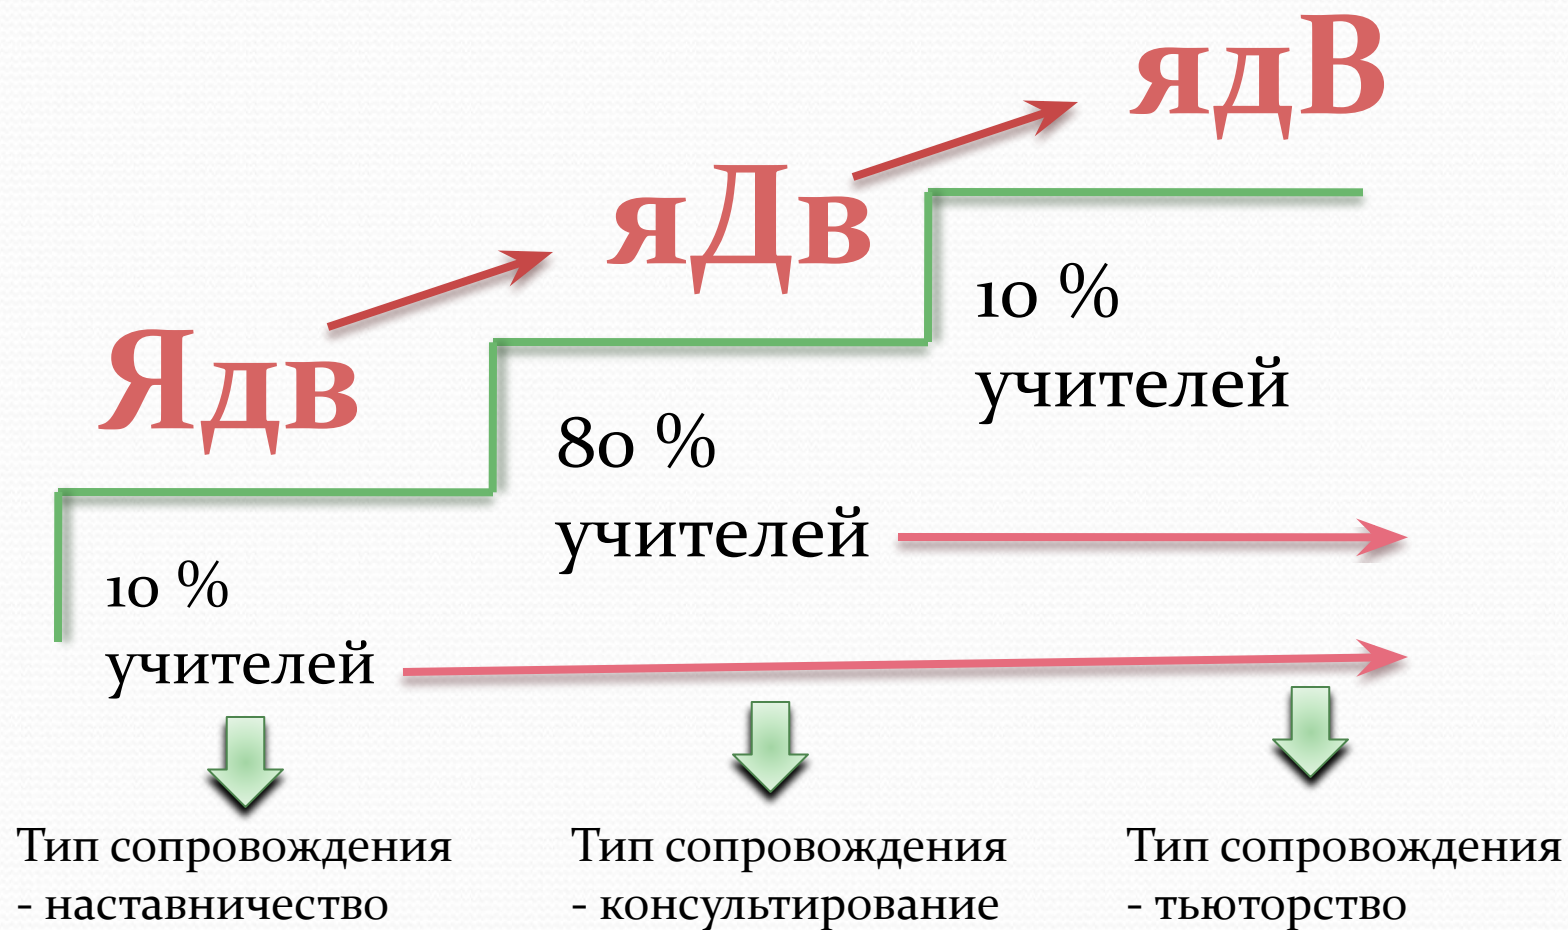 ядВ
яДв
Ядв
10 %
учителей
80 %
учителей
10 %
учителей
Тип сопровождения
- наставничество
Тип сопровождения
- консультирование
Тип сопровождения
- тьюторство